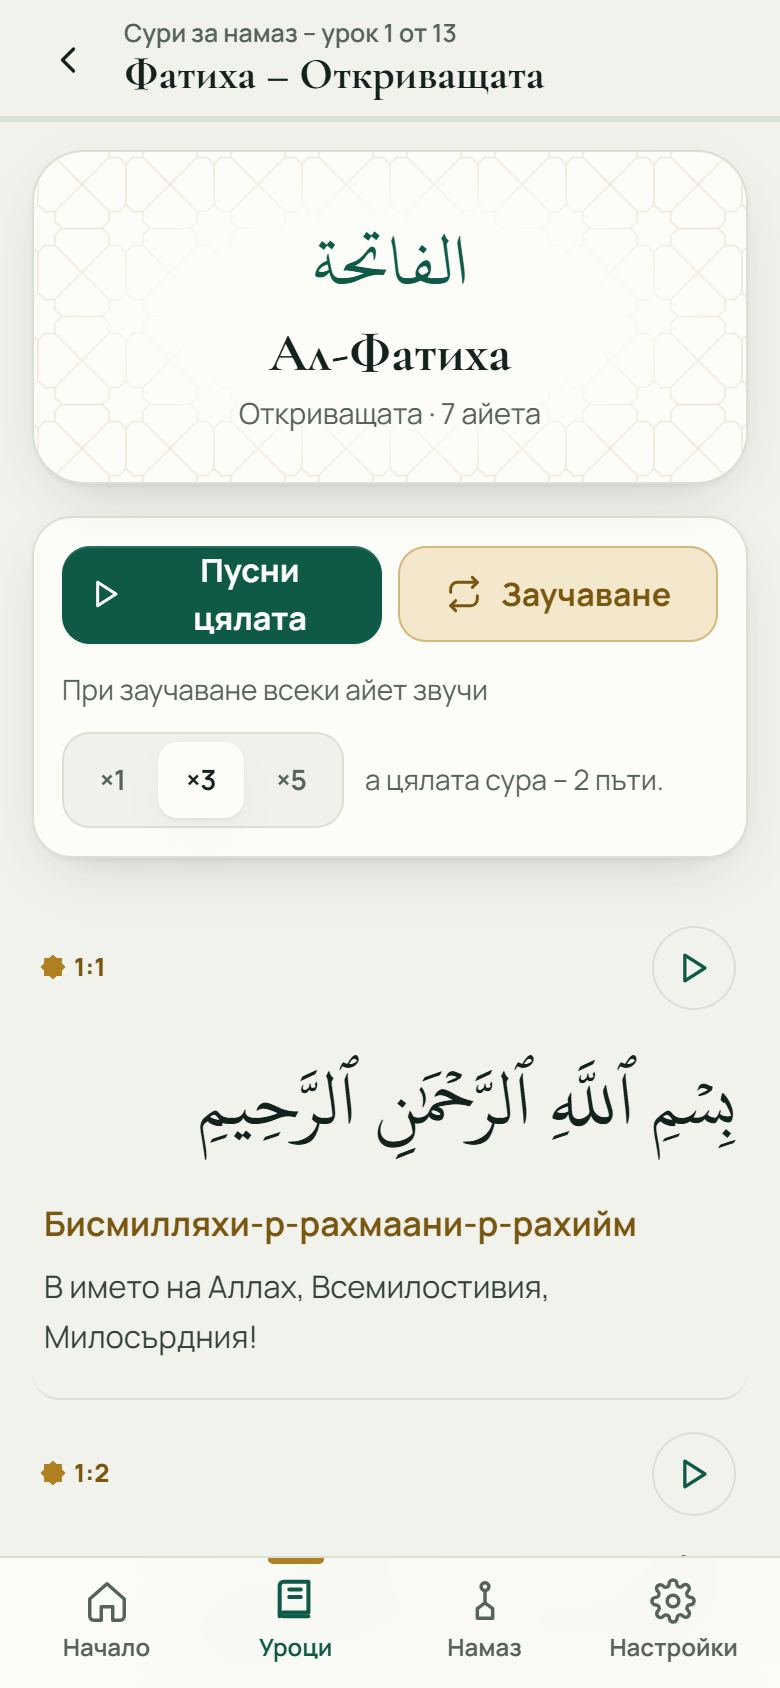 Сури за намаз – урок 1 от 13
Фатиха – Откриващата
الفاتحة
Ал-Фатиха
Откриващата · 7 айета
Пусни
цялата
Заучаване
При заучаване всеки айет звучи
×1 ×3 ×5 а цялата сура – 2 пъти.
1:1
بِسْمِ ٱللَّهِ ٱلرَّحْمَٰنِ ٱلرَّحِيمِ
Бисмилляхи-р-рахмаани-р-рахийм
В името на Аллах, Всемилостивия,
Милосърдния!
1:2
Начало Уроци Намаз Настройки